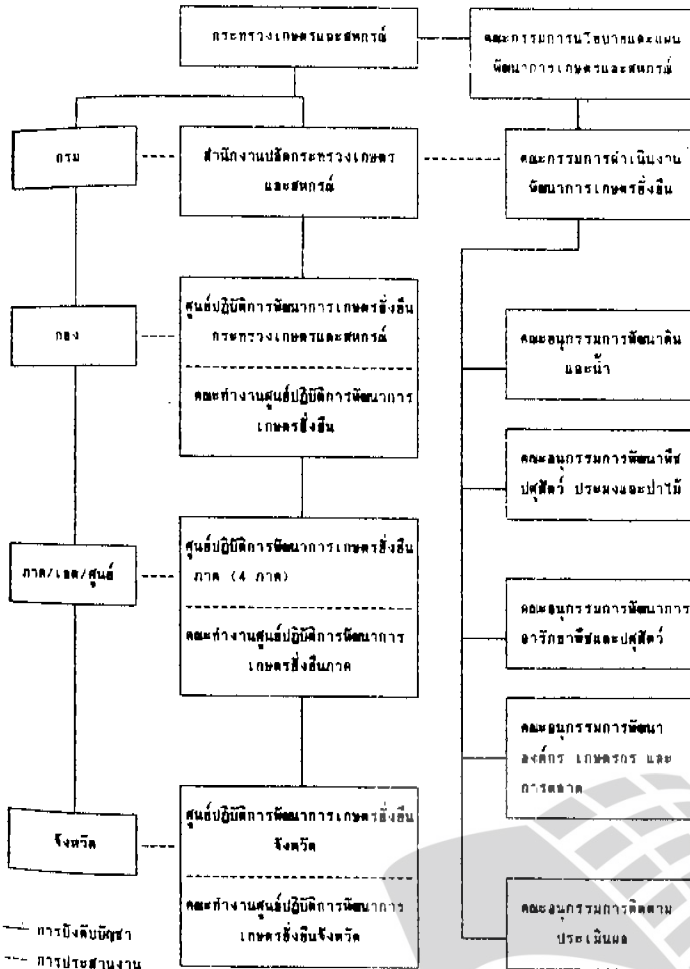 กระทรวงเกษตรและสหกรณ์
คณะกรรมการนโยบายและแผน
พัฒนาการเกษตรและสหกรณ์
กรม
สำนักงานปลัดกระทรวงเกษตร
และสหกรณ์
คณะกรรมการดำเนินงาน
พัฒนาการเกษตรยั่งยืน
กอง
ศูนย์ปฏิบัติการพัฒนาการเกษตรยั่งยืน
กระทรวงเกษตรและสหกรณ์
คณะทำงานศูนย์ปฏิบัติการพัฒนาการ
เกษตรยั่งยืน
คณะอนุกรรมการพัฒนาดิน
และน้ำ
คณะอนุกรรมการพัฒนาพืช
ปศุสัตว์ ประมงและป่าไม้
ภาค/เขต/ศูนย์
ศูนย์ปฏิบัติการพัฒนาการเกษตรยั่งยืน
ภาค (4 ภาค)
คณะทำงานศูนย์ปฏิบัติการพัฒนาการ
เกษตรยั่งยืนภาค
คณะอนุกรรมการพัฒนาการ
อารักขาพืชและปศุสัตว์
คณะอนุกรรมการพัฒนา
องค์กร เกษตรกร และ
การตลาด
จังหวัด
ศูนย์ปฏิบัติการพัฒนาการเกษตรยั่งยืน
จังหวัด
คณะทำงานศูนย์ปฏิบัติการพัฒนาการ
เกษตรยั่งยืนจังหวัด
คณะอนุกรรมการติดตาม
ประเมินผล
การบังคับบัญชา
การประสานงาน